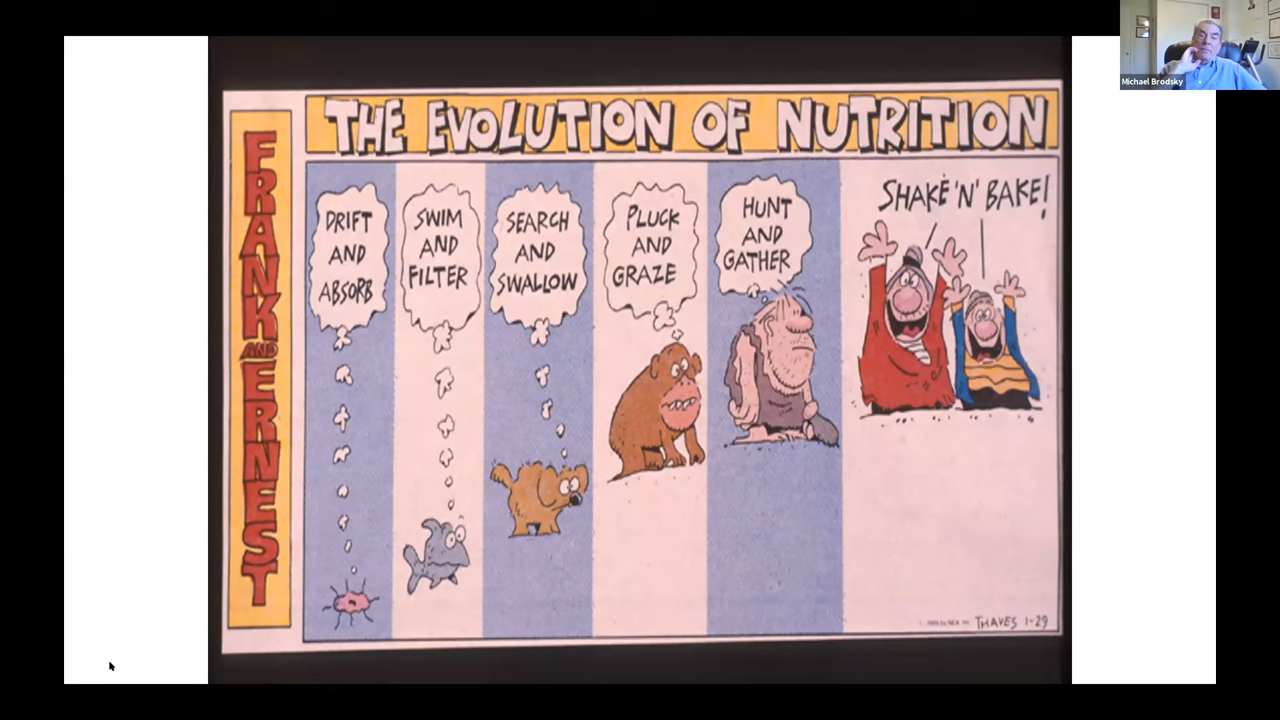 Michael Brodsky
FRANK AND ERNEST
THE EVOLUTION OF NUTRITION
DRIFT
AND
ABSORB
SWIM
AND
FILTER
SEARCH
AND
SWALLOW
PLUCK
AND
GRAZE
HUNT
AND
GATHER
SHAKE 'N' BAKE!
THAVES 1-29